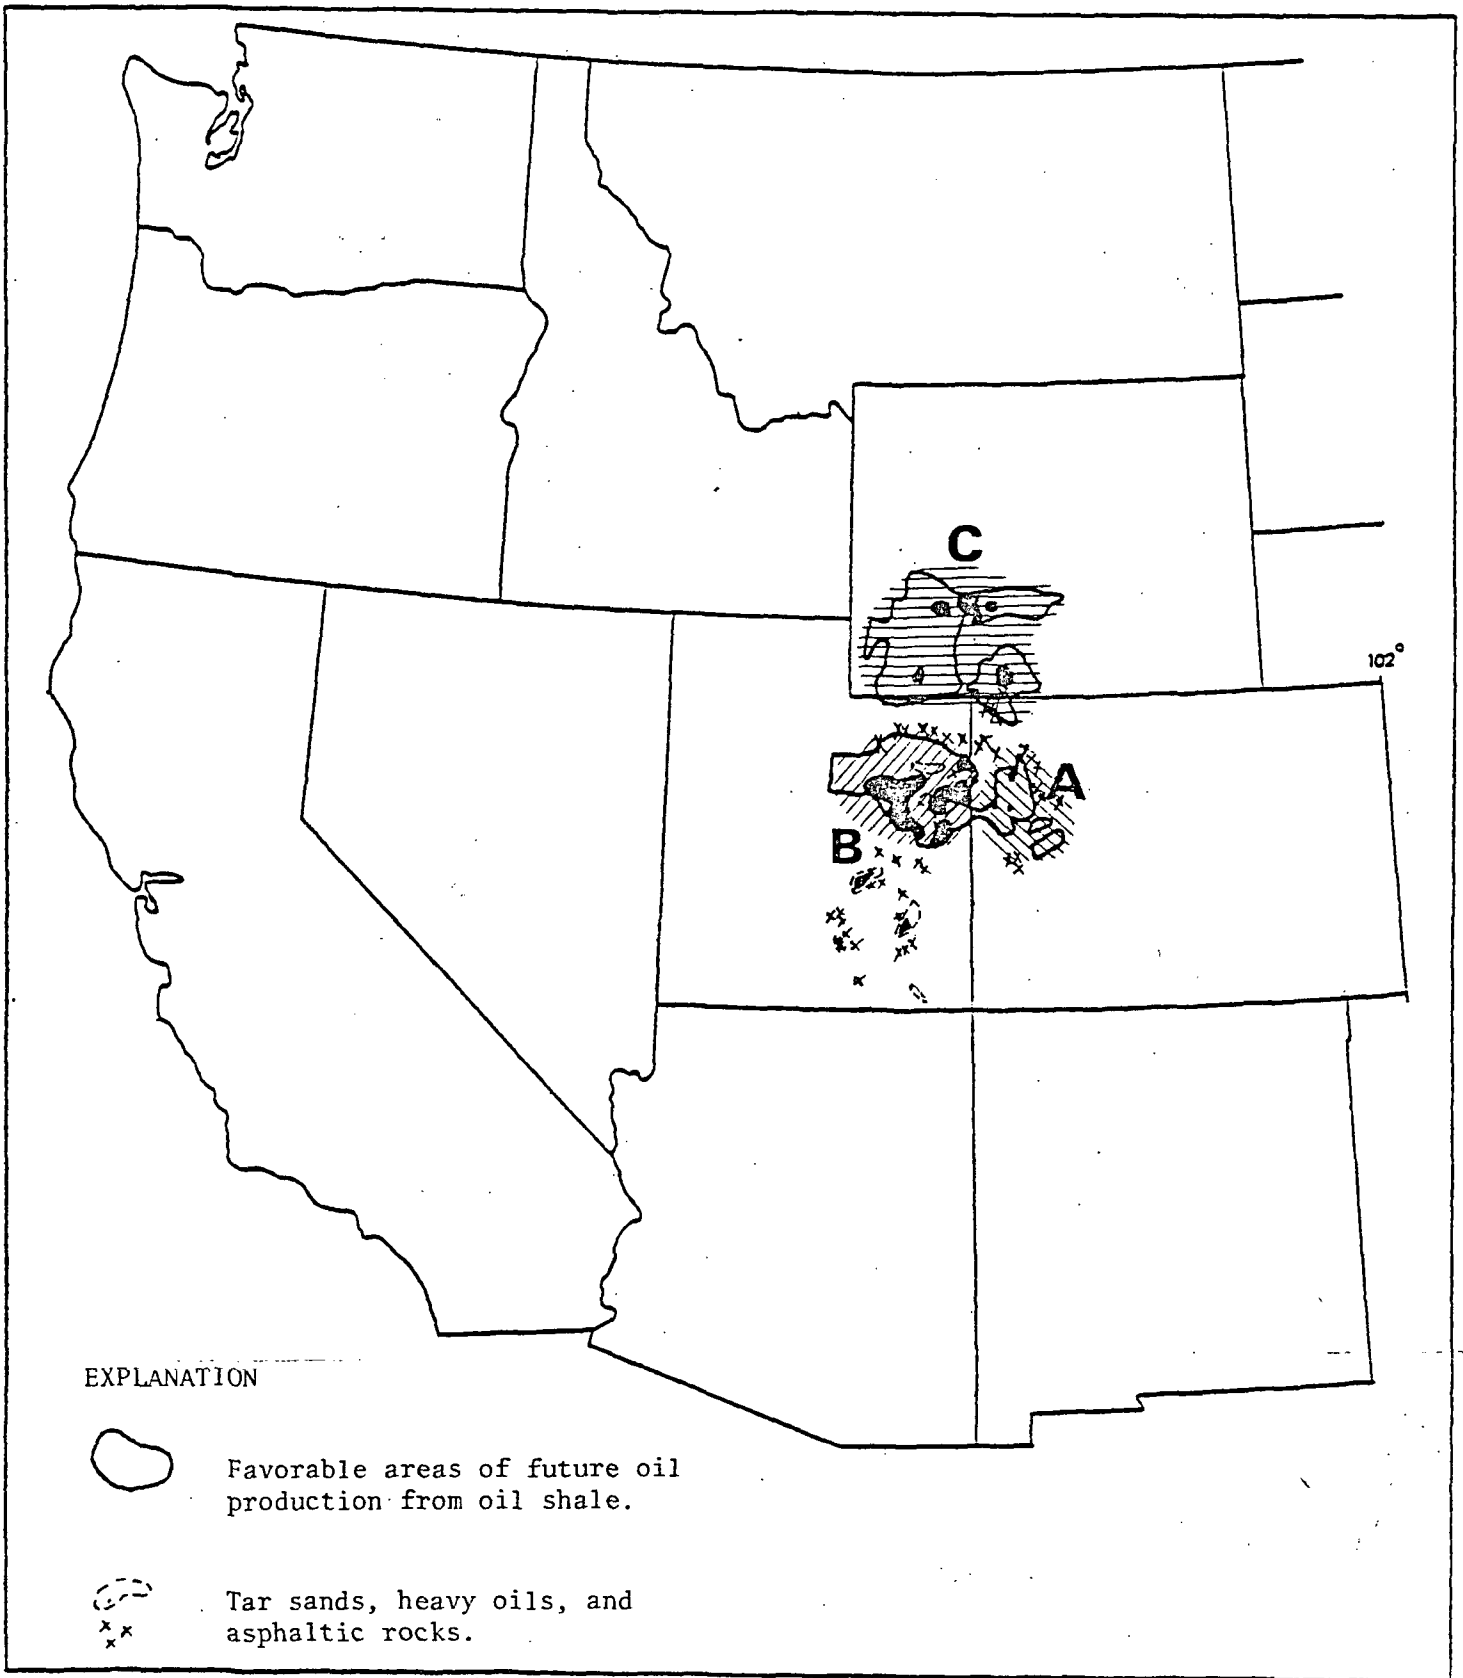 C
102°
A
B
EXPLANATION
Favorable areas of future oil
production from oil shale.
Tar sands, heavy oils, and
asphaltic rocks.